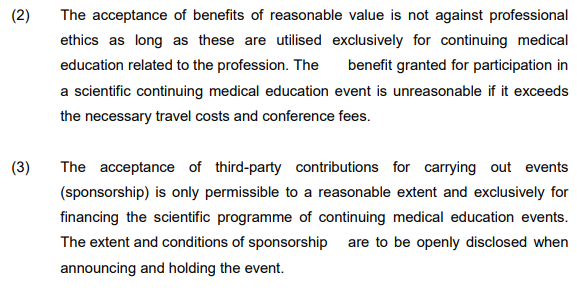 (2) The acceptance of benefits of reasonable value is not against professional
ethics as long as these are utilised exclusively for continuing medical
education related to the profession. The benefit granted for participation in
a scientific continuing medical education event is unreasonable if it exceeds
the necessary travel costs and conference fees.
(3) The acceptance of third-party contributions for carrying out events
(sponsorship) is only permissible to a reasonable extent and exclusively for
financing the scientific programme of continuing medical education events.
The extent and conditions of sponsorship are to be openly disclosed when
announcing and holding the event.